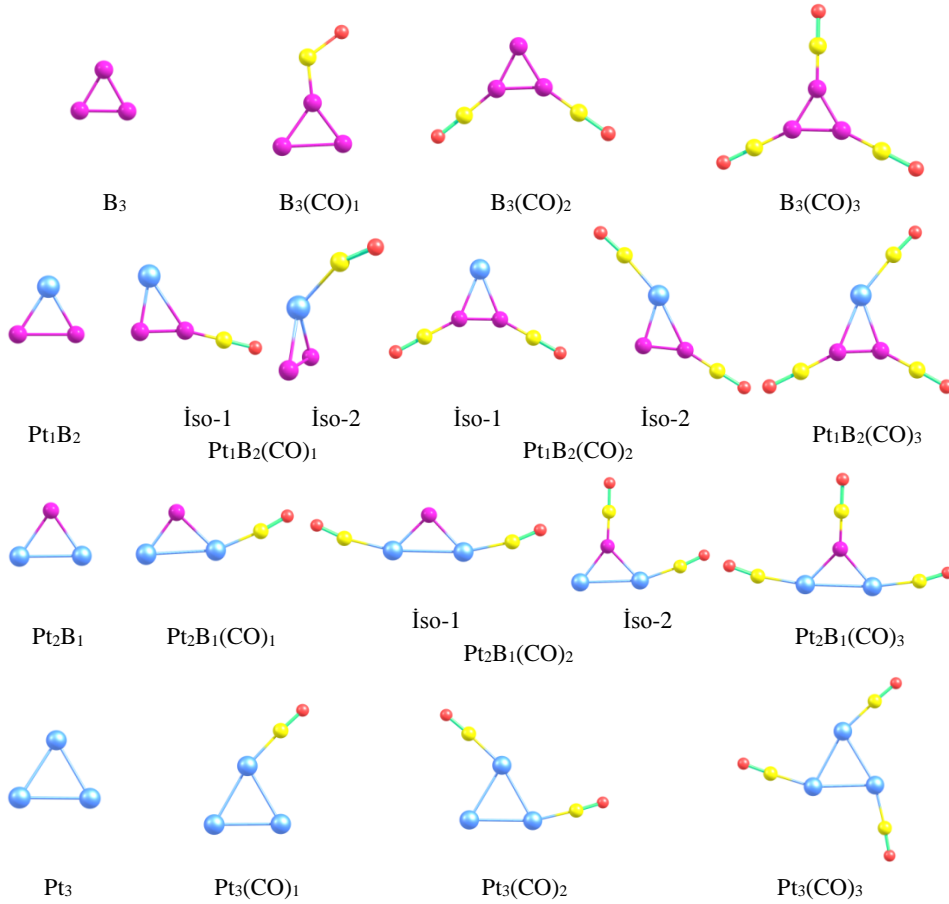 B₃ B₃(CO)₁ B₃(CO)₂ B₃(CO)₃
Pt₁B₂ İso-1 İso-2 İso-1 İso-2 Pt₁B₂(CO)₃
Pt₁B₂(CO)₁ Pt₁B₂(CO)₂
Pt₂B₁ Pt₂B₁(CO)₁ İso-1 İso-2 Pt₂B₁(CO)₃
Pt₂B₁(CO)₂
Pt₃ Pt₃(CO)₁ Pt₃(CO)₂ Pt₃(CO)₃